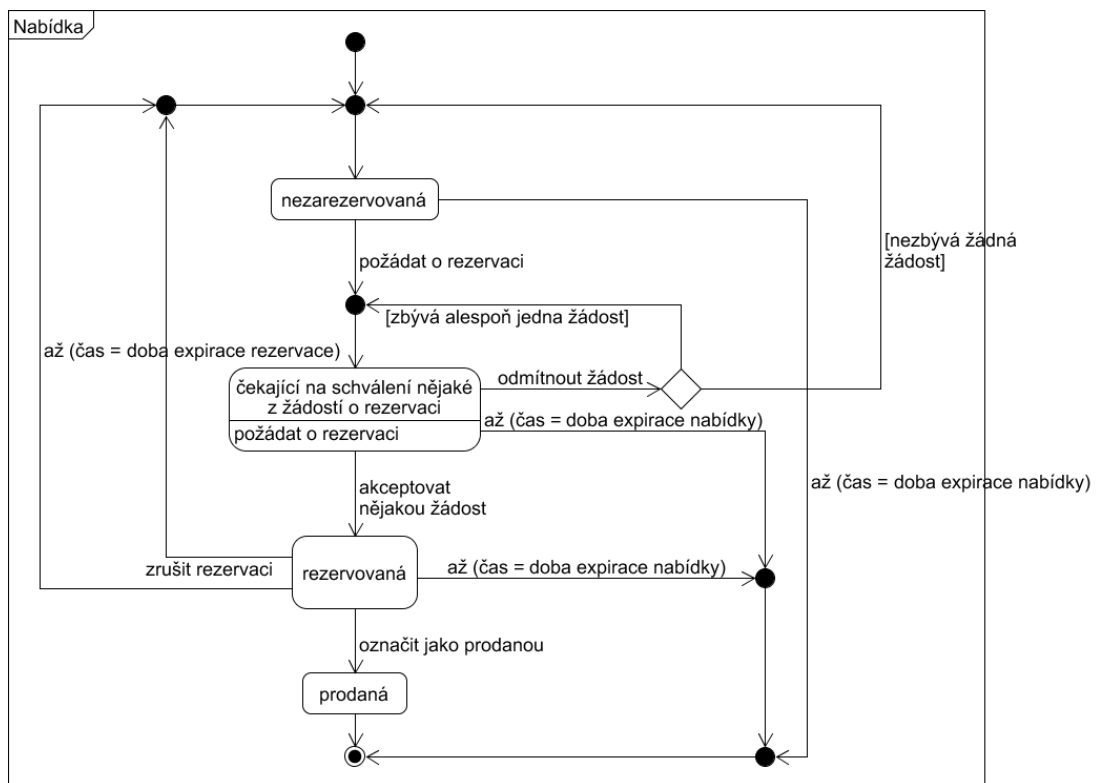 Nabídka
nezarezervovaná
[nezbývá žádná
žádost]
požádat o rezervaci
[zbývá alespoň jedna žádost]
až (čas = doba expirace rezervace)
čekající na schválení nějaké
z žádostí o rezervaci
odmítnout žádost
až (čas = doba expirace nabídky)
požádat o rezervaci
až (čas = doba expirace nabídky)
akceptovat
nějakou žádost
zrušit rezervaci
rezervovaná
až (čas = doba expirace nabídky)
označit jako prodanou
prodaná